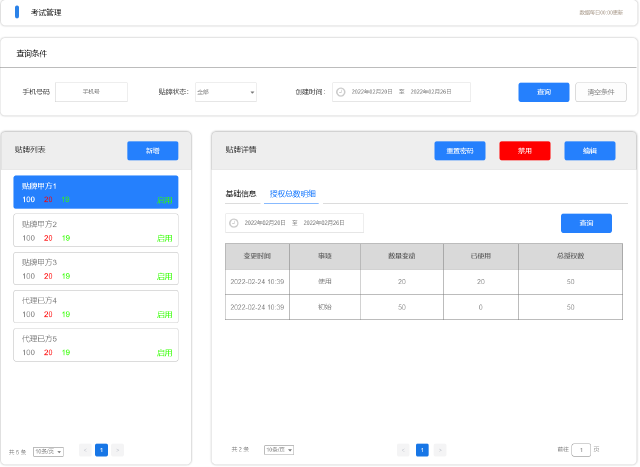 考试管理
数据每日00:00更新
查询条件
手机号码 手机号 贴牌状态: 全部 创建时间: 2022年02月20日 至 2022年02月26日 查询 清空条件
贴牌列表 新增
贴牌甲方1
100 20 19 启用
贴牌甲方2
100 20 19 启用
贴牌甲方3
100 20 19 启用
代理已方4
100 20 19 启用
代理已方5
100 20 19 启用
共 5 条 10条/页 < 1 >
贴牌详情 重置密码 禁用 编辑
基础信息 授权总数明细
2022年02月20日 至 2022年02月26日 查询
变更时间 事项 数量变动 已使用 总授权数
2022-02-24 10:39 使用 20 20 50
2022-02-24 10:39 初始 50 0 50
共 2 条 10条/页 < 1 > 前往 1 页